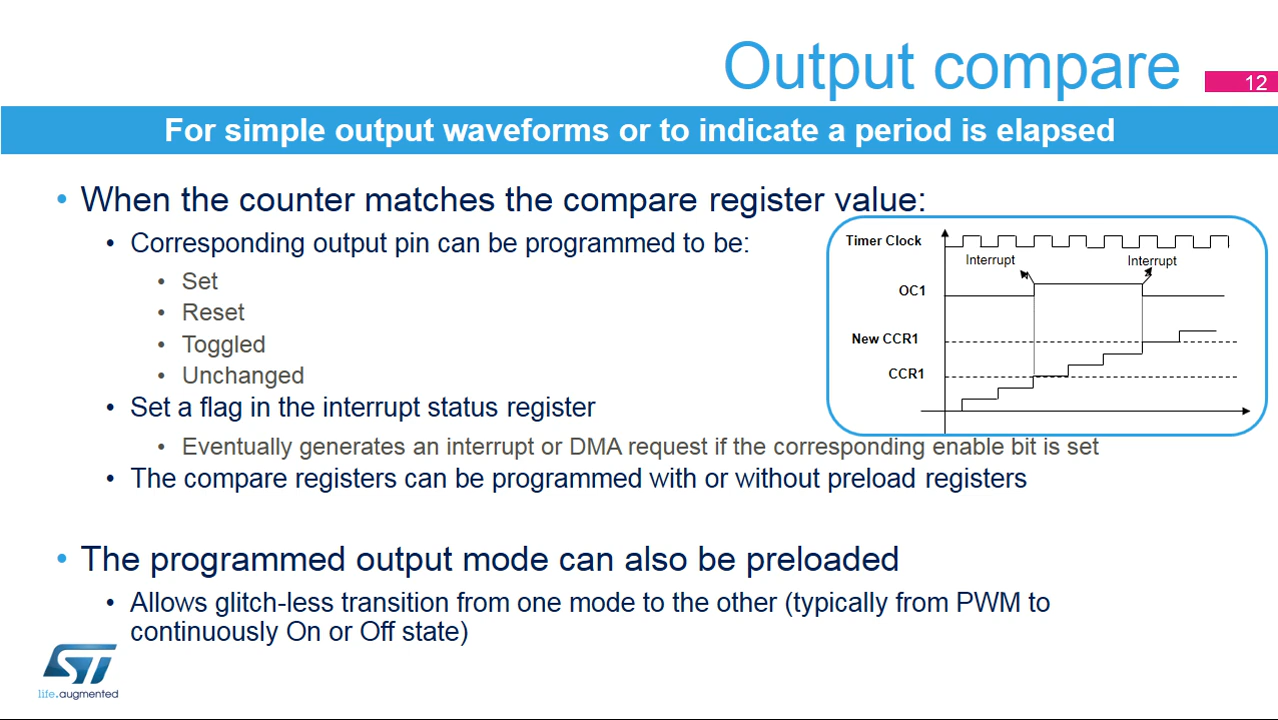 Output compare
12
For simple output waveforms or to indicate a period is elapsed
• When the counter matches the compare register value:
• Corresponding output pin can be programmed to be:
• Set
• Reset
• Toggled
• Unchanged
• Set a flag in the interrupt status register
• Eventually generates an interrupt or DMA request if the corresponding enable bit is set
• The compare registers can be programmed with or without preload registers
Timer Clock
Interrupt Interrupt
OC1
New CCR1
CCR1
• The programmed output mode can also be preloaded
• Allows glitch-less transition from one mode to the other (typically from PWM to
continuously On or Off state)
ST
life.augmented